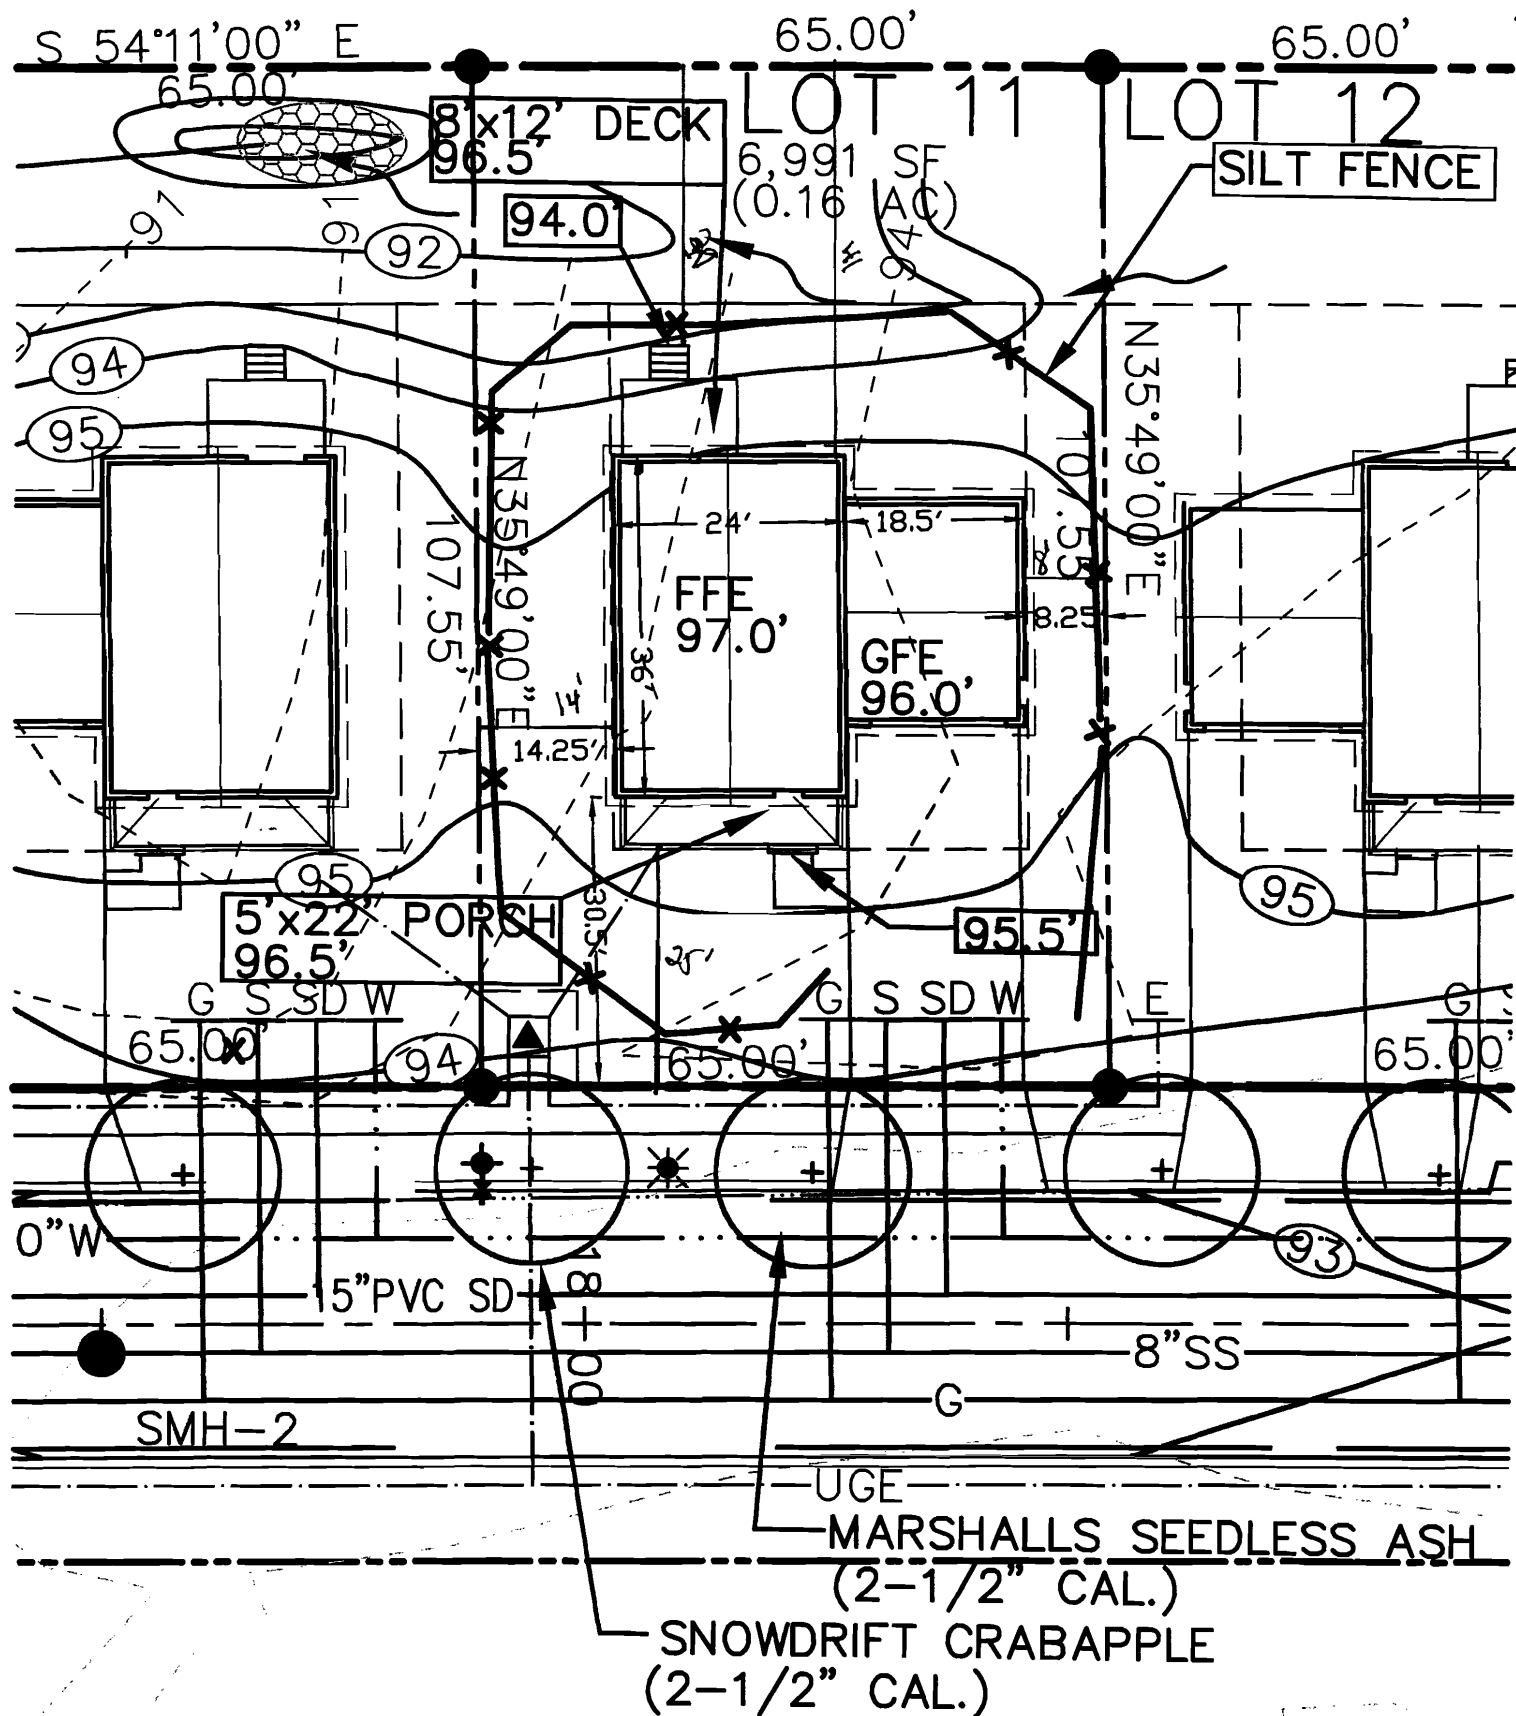 S 54°11'00" E
65.00'
65.00'
65.00'
LOT 11
LOT 12
8'x12' DECK
96.5'
6,991 SF
(0.16 AC)
SILT FENCE
94.0'
91
91
92
94
94
95
N35°49'00"E
107.55'
N35°49'00"E
107.55'
24'
18.5'
8'
8.25'
FFE
97.0'
36'
GFE
96.0'
14'
14.25'
95
95
5'x22' PORCH
96.5'
30.5'
25'
95.5'
G S SD W
G S SD W
E
G
65.00'
94
65.00'
65.00'
0"W
93
15"PVC SD
18+00
8"SS
G
SMH-2
UGE
MARSHALLS SEEDLESS ASH
(2-1/2" CAL.)
SNOWDRIFT CRABAPPLE
(2-1/2" CAL.)